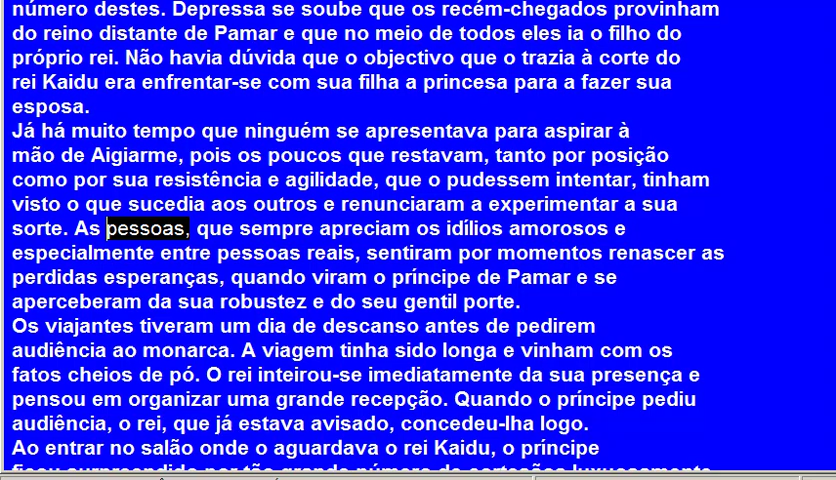 número destes. Depressa se soube que os recém-chegados provinham
do reino distante de Pamar e que no meio de todos eles ia o filho do
próprio rei. Não havia dúvida que o objectivo que o trazia à corte do
rei Kaidu era enfrentar-se com sua filha a princesa para a fazer sua
esposa.
Já há muito tempo que ninguém se apresentava para aspirar à
mão de Aigiarme, pois os poucos que restavam, tanto por posição
como por sua resistência e agilidade, que o pudessem intentar, tinham
visto o que sucedia aos outros e renunciaram a experimentar a sua
sorte. As pessoas, que sempre apreciam os idílios amorosos e
especialmente entre pessoas reais, sentiram por momentos renascer as
perdidas esperanças, quando viram o príncipe de Pamar e se
aperceberam da sua robustez e do seu gentil porte.
Os viajantes tiveram um dia de descanso antes de pedirem
audiência ao monarca. A viagem tinha sido longa e vinham com os
fatos cheios de pó. O rei inteirou-se imediatamente da sua presença e
pensou em organizar uma grande recepção. Quando o príncipe pediu
audiência, o rei, que já estava avisado, concedeu-lha logo.
Ao entrar no salão onde o aguardava o rei Kaidu, o príncipe
ficou surpreendido por tão grande número de cortesãos luxuosamente